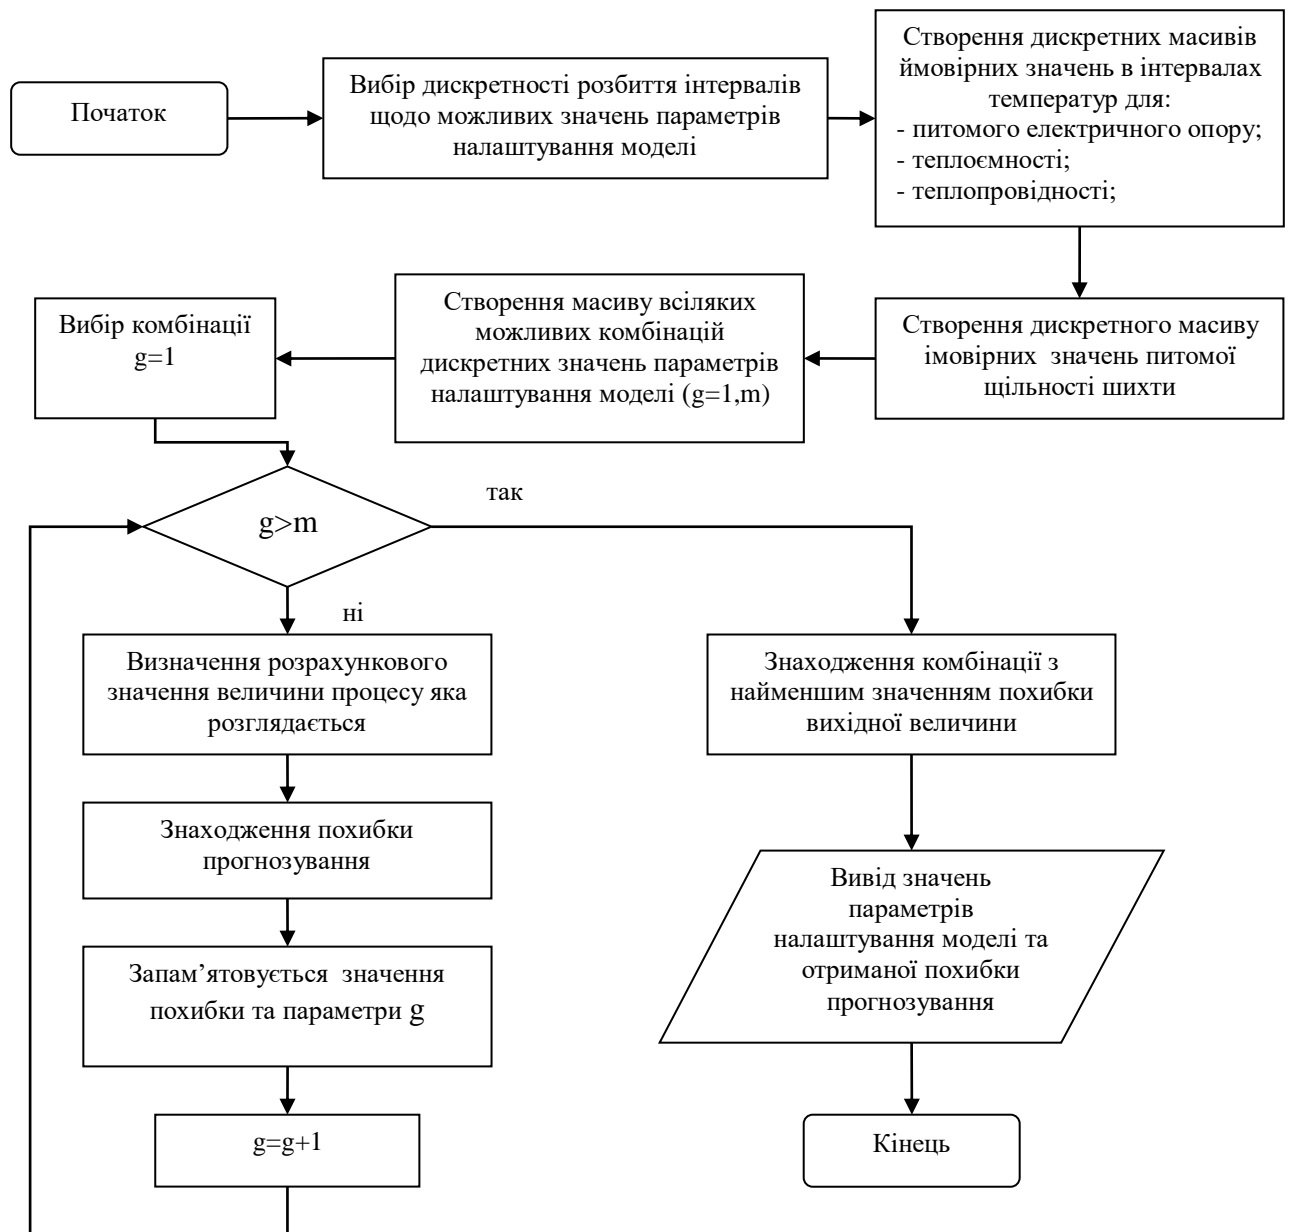 Початок
Вибір дискретності розбиття інтервалів
щодо можливих значень параметрів
налаштування моделі
Створення дискретних масивів
ймовірних значень в інтервалах
температур для:
- питомого електричного опору;
- теплоємності;
- теплопровідності;
Створення дискретного масиву
імовірних значень питомої
щільності шихти
Створення масиву всіляких
можливих комбінацій
дискретних значень параметрів
налаштування моделі (g=1,m)
Вибір комбінації
g=1
g>m
так
ні
Визначення розрахункового
значення величини процесу яка
розглядається
Знаходження похибки
прогнозування
Запам’ятовується значення
похибки та параметри g
g=g+1
Знаходження комбінації з
найменшим значенням похибки
вихідної величини
Вивід значень
параметрів
налаштування моделі та
отриманої похибки
прогнозування
Кінець